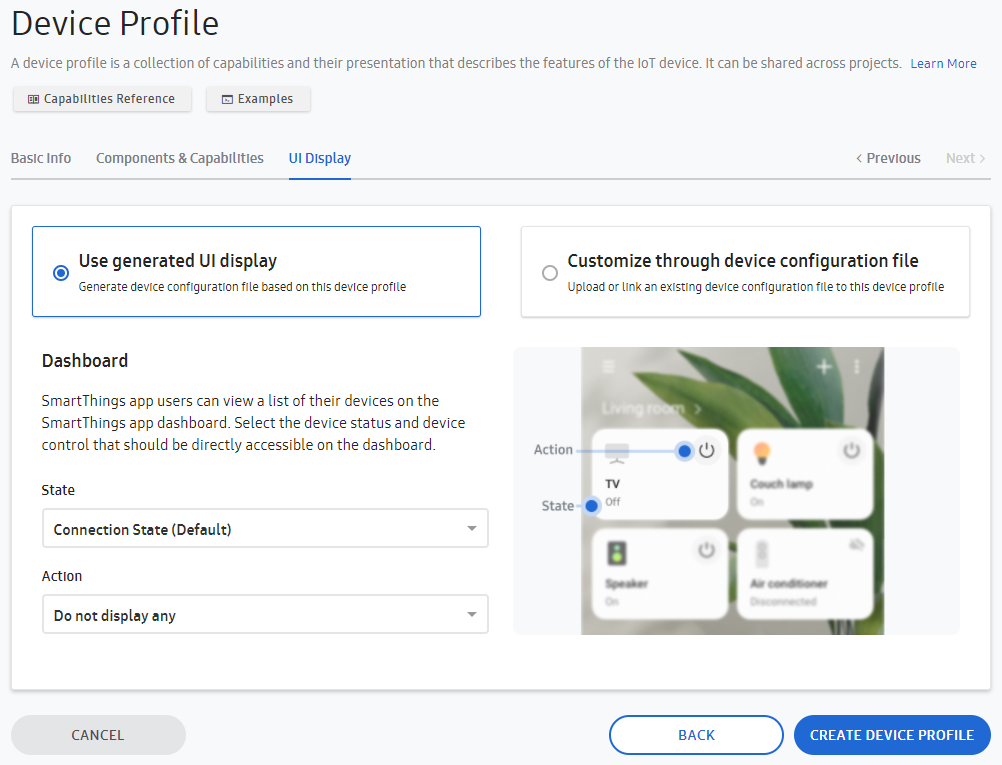 Device Profile
A device profile is a collection of capabilities and their presentation that describes the features of the IoT device. It can be shared across projects. Learn More
Capabilities Reference Examples
Basic Info Components & Capabilities UI Display < Previous Next >
Use generated UI display
Generate device configuration file based on this device profile
Customize through device configuration file
Upload or link an existing device configuration file to this device profile
Dashboard
SmartThings app users can view a list of their devices on the
SmartThings app dashboard. Select the device status and device
control that should be directly accessible on the dashboard.
State
Connection State (Default)
Action
Do not display any
Living room >
Action
TV
State
Off
Couch lamp
On
Speaker
On
Air conditioner
Disconnected
CANCEL BACK CREATE DEVICE PROFILE